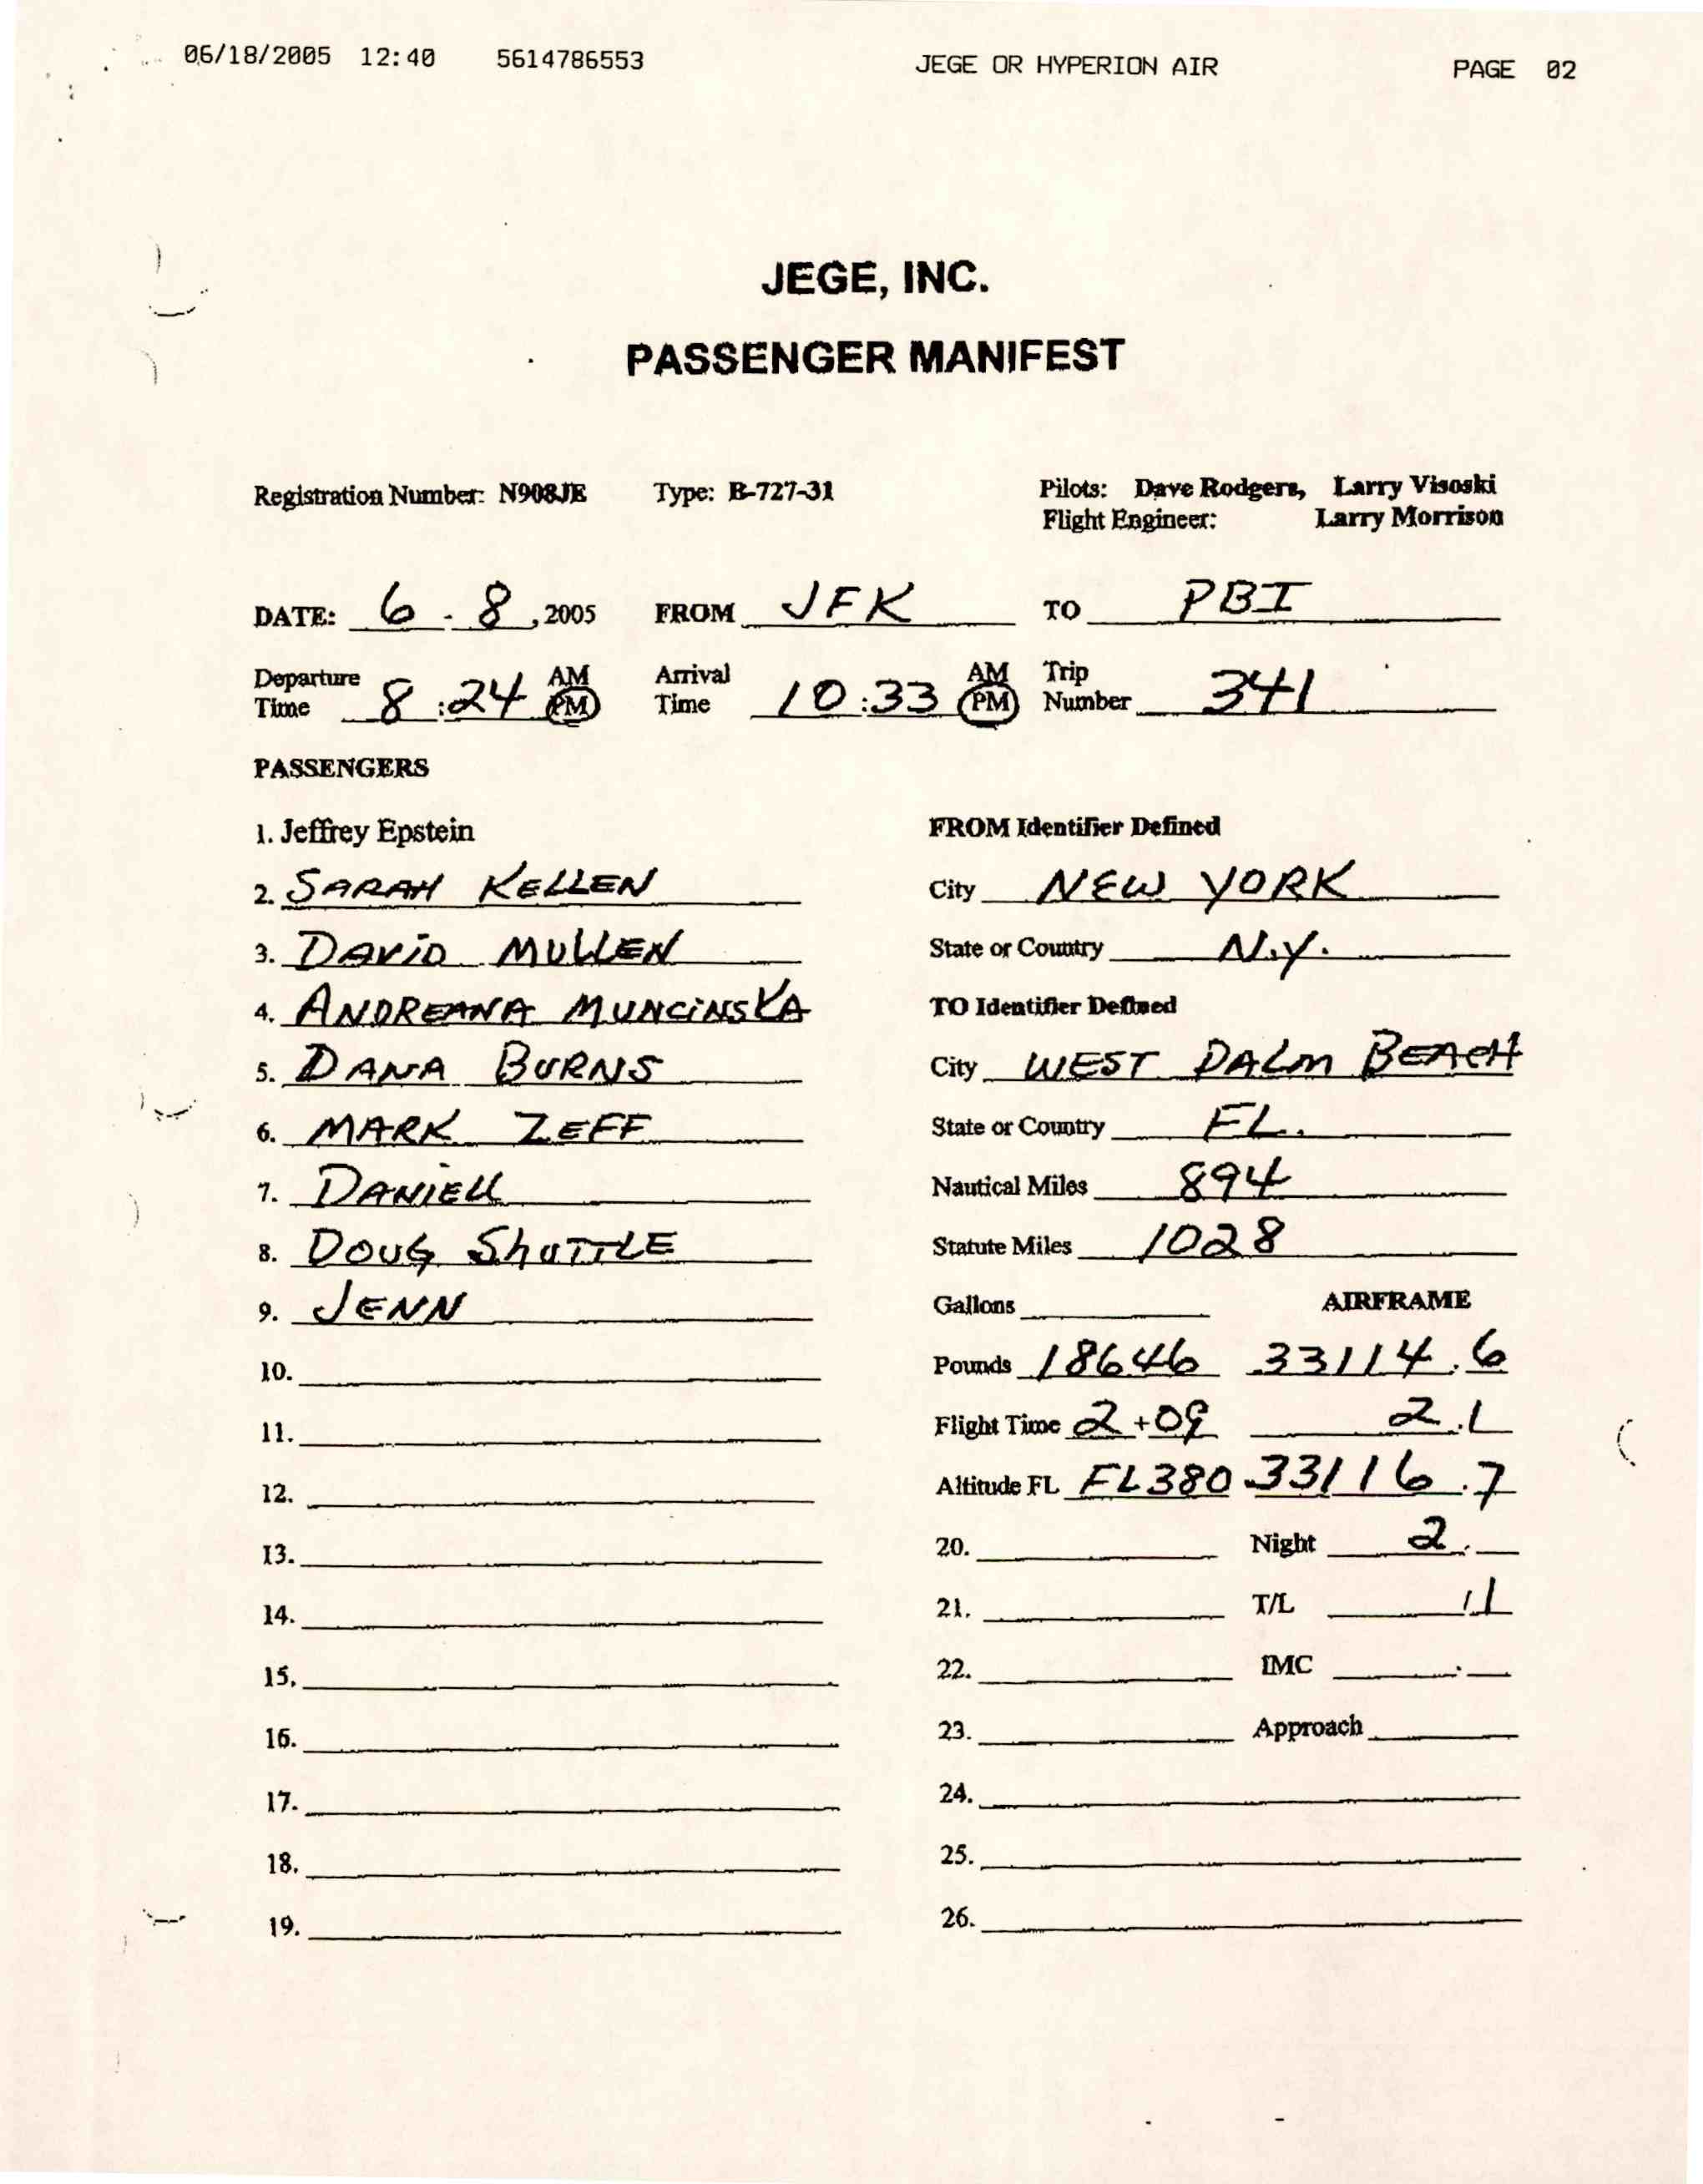 06/18/2005 12:40 5614786553 JEGE OR HYPERION AIR PAGE 02
JEGE, INC.
PASSENGER MANIFEST
Registration Number: N908JE Type: B-727-31 Pilots: Dave Rodgers, Larry Visoski
Flight Engineer: Larry Morrison
DATE: 6 - 8, 2005 FROM JFK TO PBI
Departure Time 8:24 AM PM Arrival Time 10:33 AM PM Trip Number 341
PASSENGERS
1. Jeffrey Epstein FROM Identifier Defined
2. SARAH KELLEN City NEW YORK
3. DAViD MULLEN State or Country N.Y.
4. ANDREANA MUNCiNSKA TO Identifier Defined
5. DANA BURNS City WEST PALm BEACH
6. MARK ZEFF State or Country FL.
7. DANIELL Nautical Miles 894
8. DOUG ShuTTLE Statute Miles 1028
9. JENN Gallons AIRFRAME
10. Pounds 18646 33114.6
11. Flight Time 2+09 2.1
12. Altitude FL FL380 33116.7
13. 20. Night 2.
14. 21. T/L 1.1
15. 22. IMC .
16. 23. Approach
17. 24.
18. 25.
19. 26.